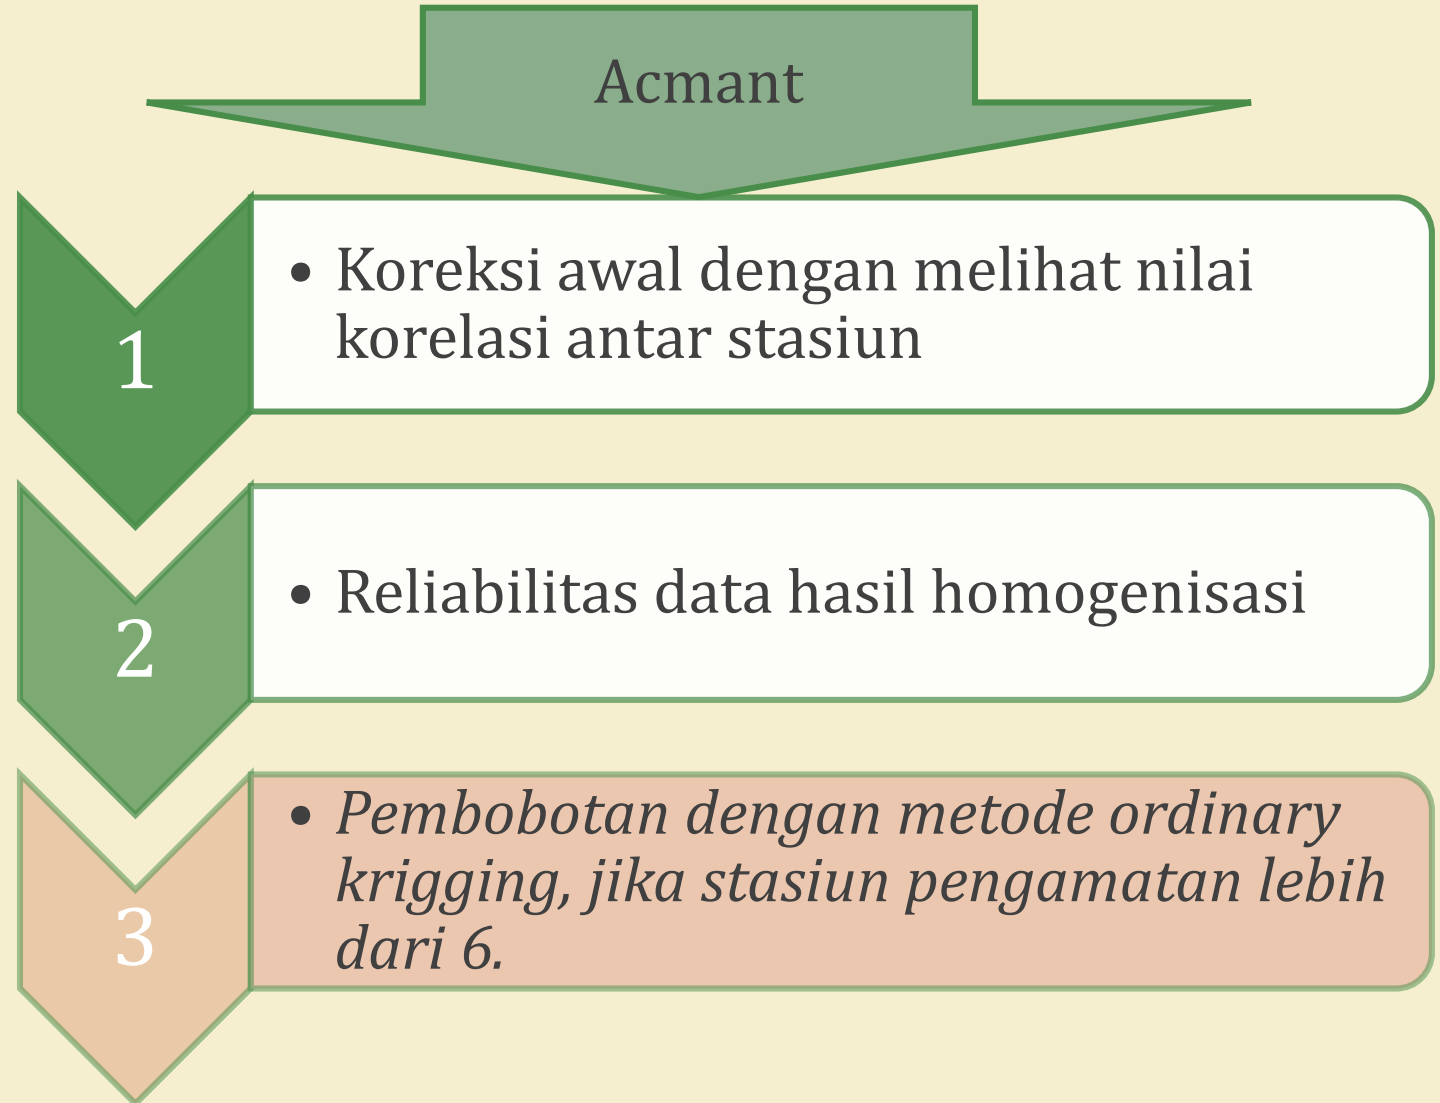 Acmant
1
• Koreksi awal dengan melihat nilai
korelasi antar stasiun
2
• Reliabilitas data hasil homogenisasi
3
• Pembobotan dengan metode ordinary
krigging, jika stasiun pengamatan lebih
dari 6.